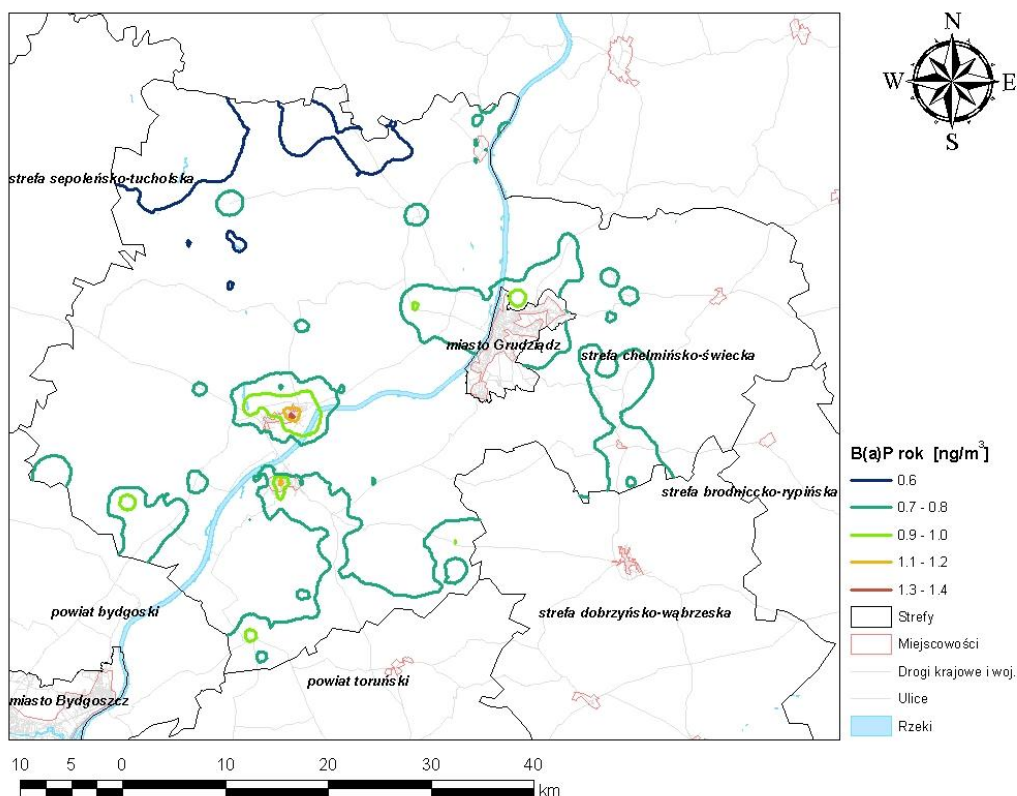 N
W E
S
strefa sępoleńsko-tucholska
miasto Grudziądz
strefa chełmińsko-świecka
strefa brodniccko-rypińska
powiat bydgoski
strefa dobrzyńsko-wąbrzeska
powiat toruński
miasto Bydgoszcz
B(a)P rok [ng/m³]
0.6
0.7 - 0.8
0.9 - 1.0
1.1 - 1.2
1.3 - 1.4
Strefy
Miejscowości
Drogi krajowe i woj.
Ulice
Rzeki
10 5 0 10 20 30 40
km